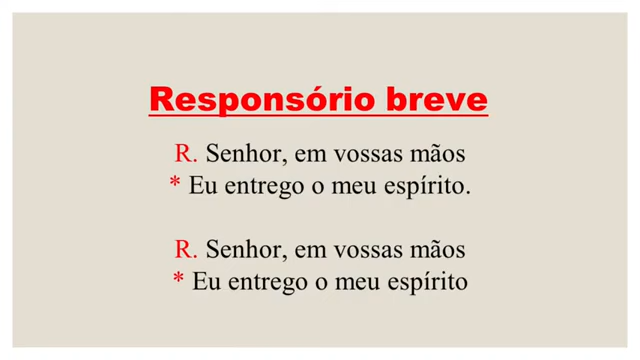 Responsório breve
R. Senhor, em vossas mãos
* Eu entrego o meu espírito.
R. Senhor, em vossas mãos
* Eu entrego o meu espírito